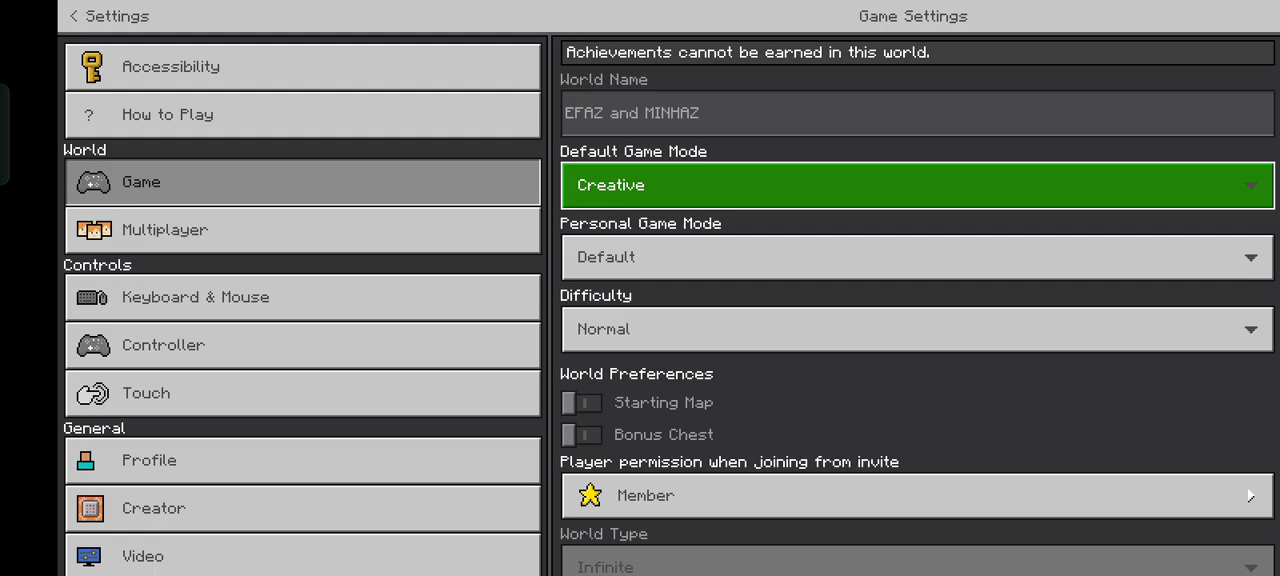 Settings
Game Settings
Accessibility
? How to Play
World
Game
Multiplayer
Controls
Keyboard & Mouse
Controller
Touch
General
Profile
Creator
Video
Achievements cannot be earned in this world.
World Name
EFAZ and MINHAZ
Default Game Mode
Creative
Personal Game Mode
Default
Difficulty
Normal
World Preferences
Starting Map
Bonus Chest
Player permission when joining from invite
Member
World Type
Infinite